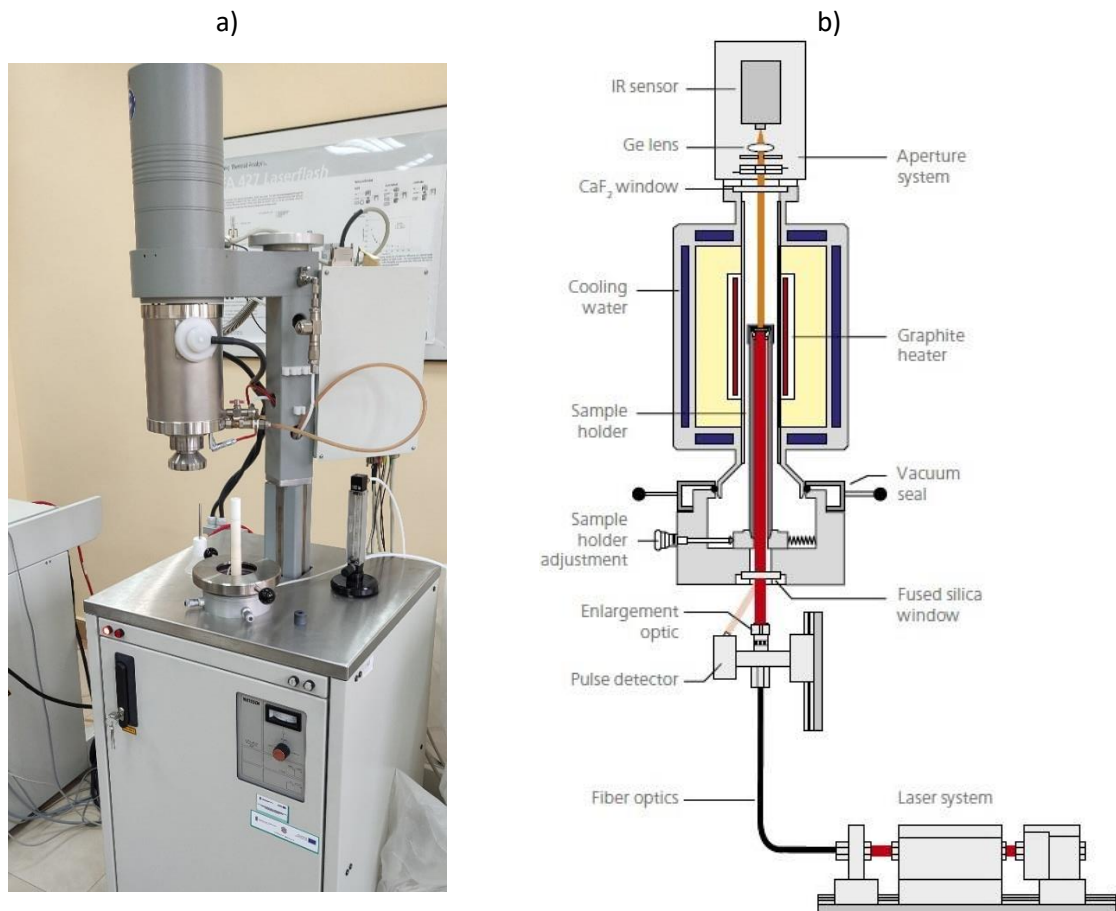 a)
b)
427 Laserflash
NETZSCH
IR sensor
Ge lens
CaF₂ window
Aperture
system
Cooling
water
Graphite
heater
Sample
holder
Vacuum
seal
Sample
holder
adjustment
Fused silica
window
Enlargement
optic
Pulse detector
Fiber optics
Laser system